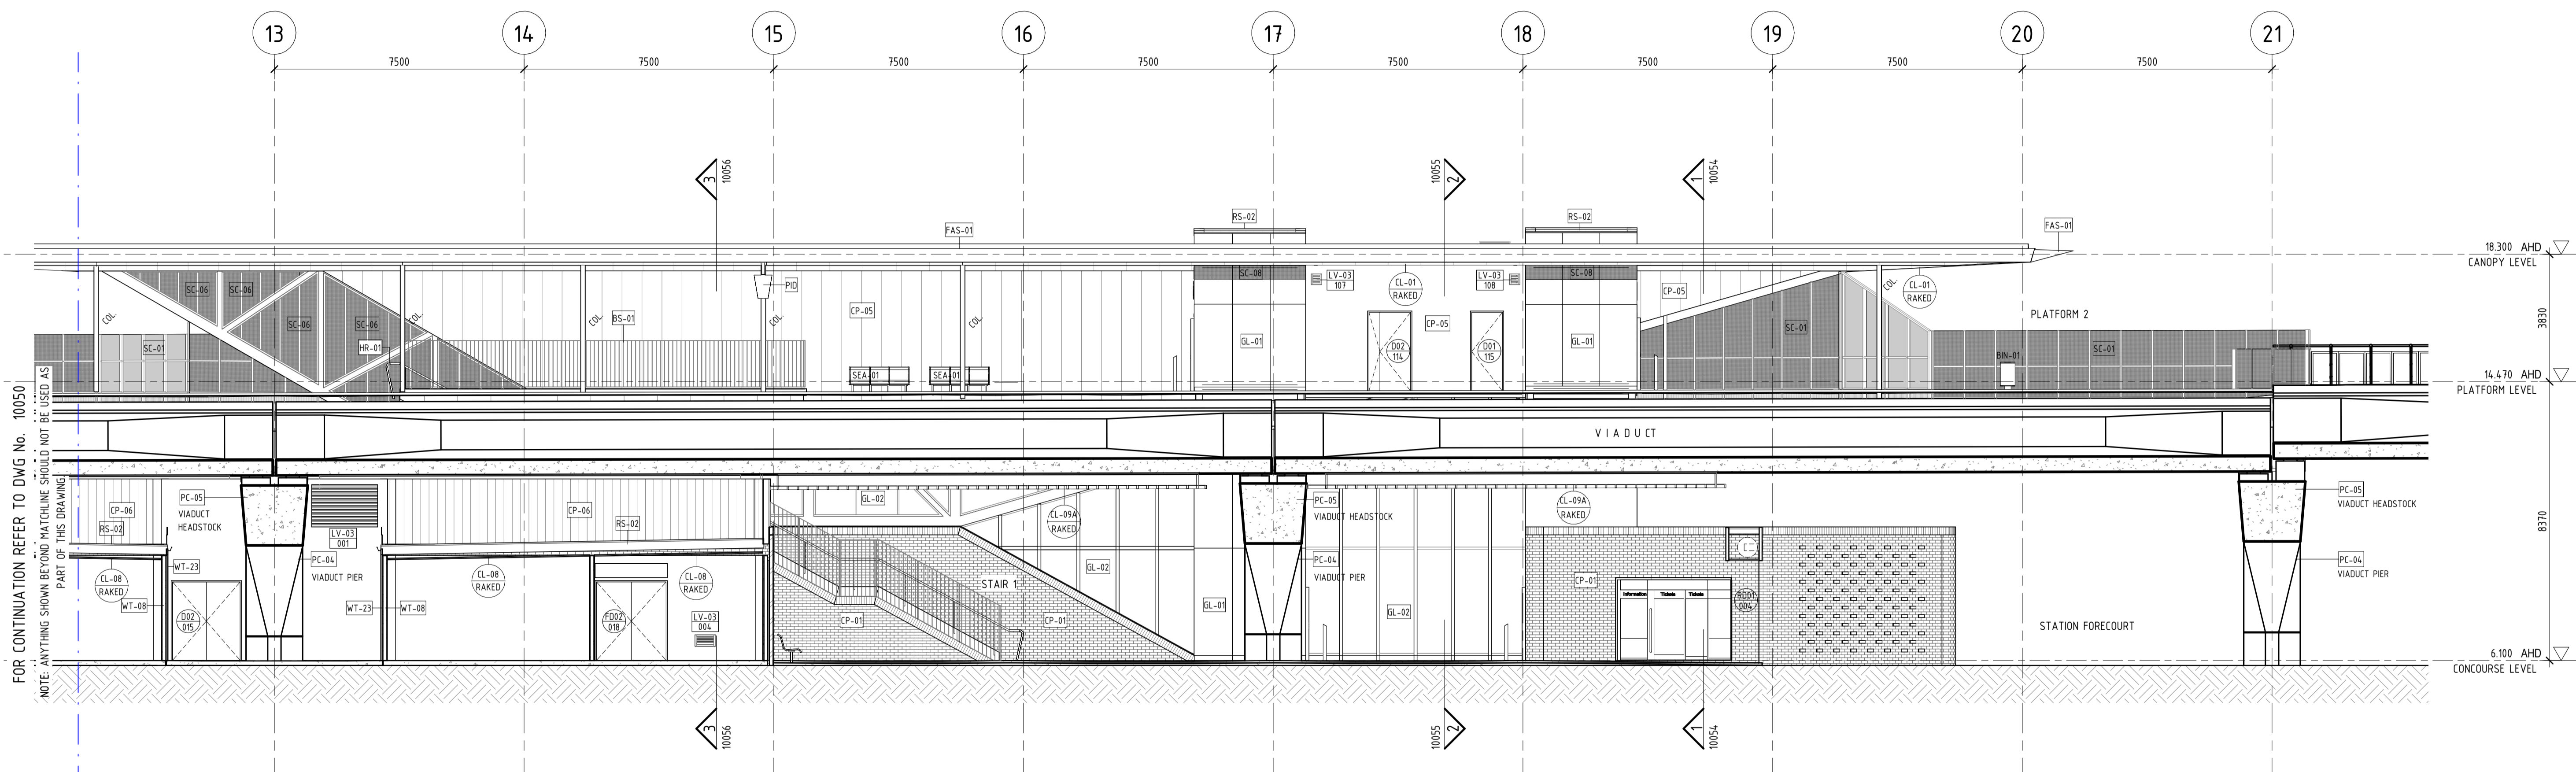 13
14
15
16
17
18
19
20
21
7500
7500
7500
7500
7500
7500
7500
7500
3
10056
10055
2
1
10054
RS-02
RS-02
FAS-01
FAS-01
18.300 AHD
CANOPY LEVEL
SC-06
SC-06
SC-06
SC-06
SC-01
COL.
HR-01
COL.
BS-01
COL.
PID
COL.
CP-05
SEA-01
SEA-01
COL.
SC-08
GL-01
LV-03
107
CL-01
RAKED
D02
114
CP-05
LV-03
108
D01
115
SC-08
GL-01
CP-05
SC-01
COL.
CL-01
RAKED
PLATFORM 2
BIN-01
SC-01
3830
14.470 AHD
PLATFORM LEVEL
VIADUCT
FOR CONTINUATION REFER TO DWG No. 10050
NOTE: ANYTHING SHOWN BEYOND MATCHLINE SHOULD NOT BE USED AS
PART OF THIS DRAWING
CP-06
RS-02
CL-08
RAKED
WT-23
WT-08
D02
015
PC-05
VIADUCT
HEADSTOCK
LV-03
001
PC-04
VIADUCT PIER
WT-23
WT-08
CP-06
RS-02
CL-08
RAKED
FD02
018
CL-08
RAKED
LV-03
004
GL-02
CL-09A
RAKED
STAIR 1
CP-01
CP-01
GL-02
GL-01
PC-05
VIADUCT HEADSTOCK
PC-04
VIADUCT PIER
GL-02
CL-09A
RAKED
CP-01
Information
Tickets
Tickets
RD01
004
STATION FORECOURT
PC-05
VIADUCT HEADSTOCK
PC-04
VIADUCT PIER
8370
6.100 AHD
CONCOURSE LEVEL
3
10056
10055
2
1
10054